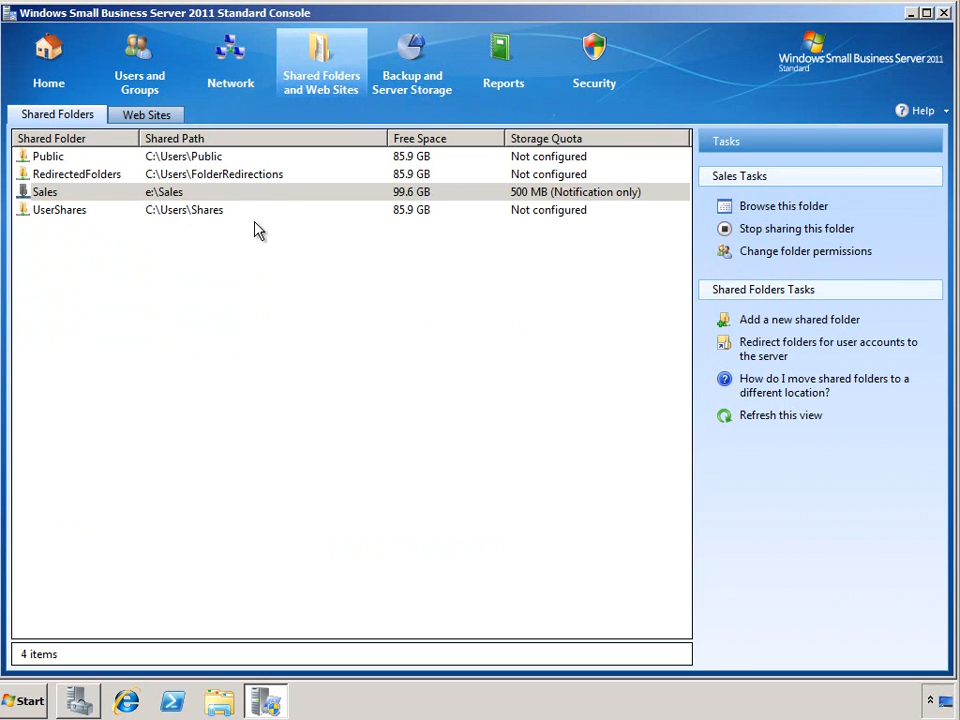 Windows Small Business Server 2011 Standard Console
Home
Users and
Groups
Network
Shared Folders
and Web Sites
Backup and
Server Storage
Reports
Security
Windows Small Business Server 2011
Standard
Shared Folders
Web Sites
Help
Shared Folder Shared Path Free Space Storage Quota
Public C:\Users\Public 85.9 GB Not configured
RedirectedFolders C:\Users\FolderRedirections 85.9 GB Not configured
Sales e:\Sales 99.6 GB 500 MB (Notification only)
UserShares C:\Users\Shares 85.9 GB Not configured
4 items
Tasks
Sales Tasks
Browse this folder
Stop sharing this folder
Change folder permissions
Shared Folders Tasks
Add a new shared folder
Redirect folders for user accounts to
the server
How do I move shared folders to a
different location?
Refresh this view
Start